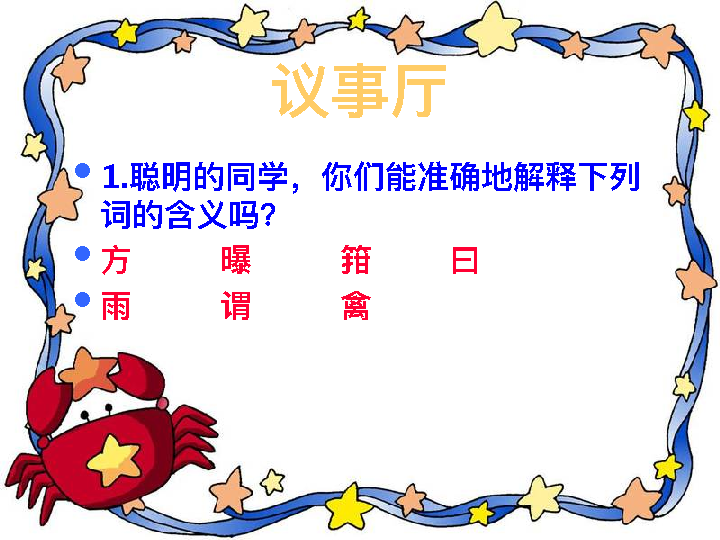 议事厅
1.聪明的同学，你们能准确地解释下列
词的含义吗？
方 曝 箝 曰
雨 谓 禽